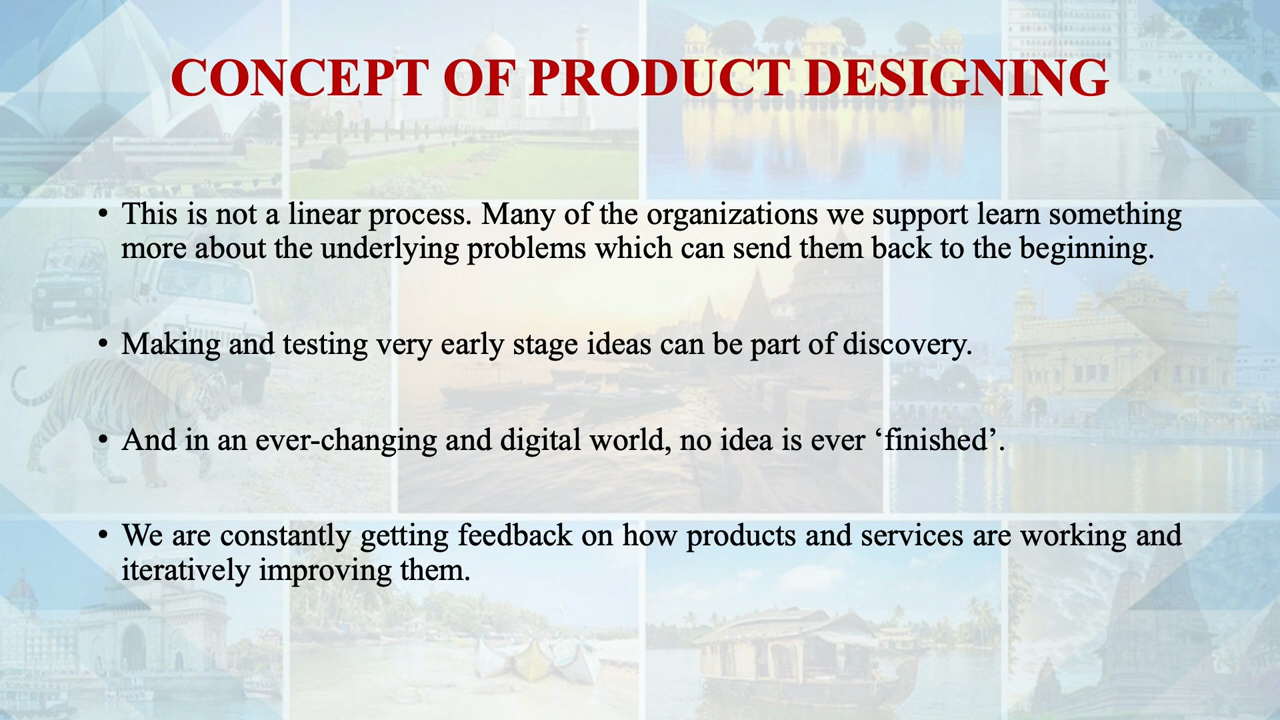 CONCEPT OF PRODUCT DESIGNING
• This is not a linear process. Many of the organizations we support learn something
more about the underlying problems which can send them back to the beginning.
• Making and testing very early stage ideas can be part of discovery.
• And in an ever-changing and digital world, no idea is ever ‘finished’.
• We are constantly getting feedback on how products and services are working and
iteratively improving them.